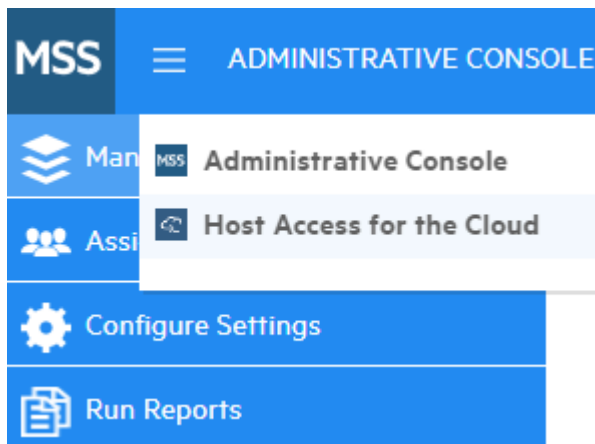 MSS ADMINISTRATIVE CONSOLE
Man MSS Administrative Console
Assi Host Access for the Cloud
Configure Settings
Run Reports